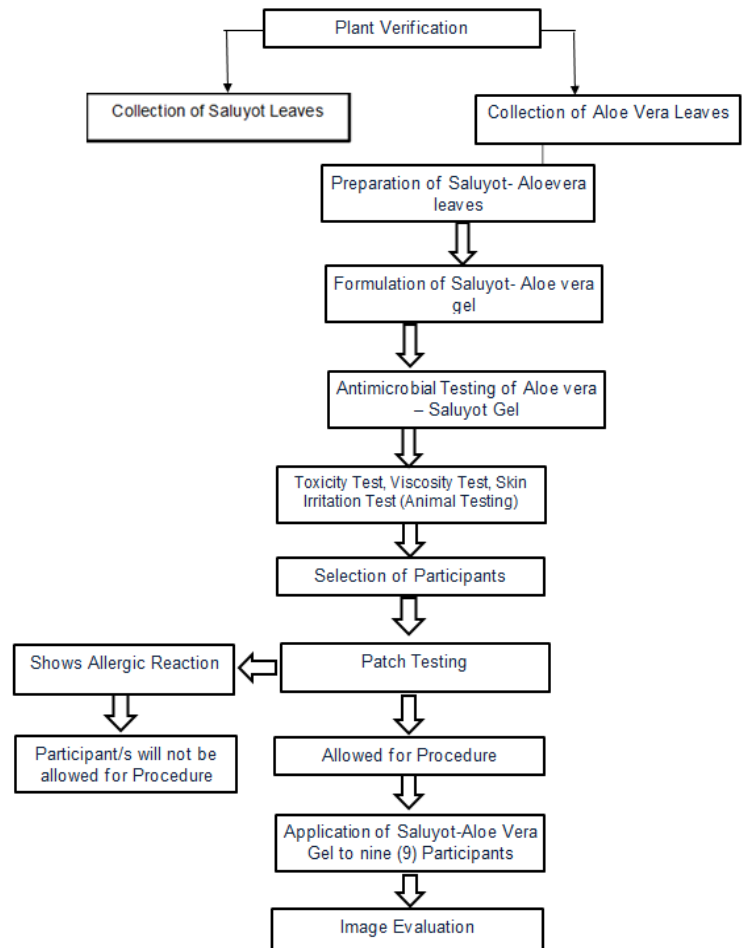 Plant Verification
Collection of Saluyot Leaves
Collection of Aloe Vera Leaves
Preparation of Saluyot- Aloevera
leaves
Formulation of Saluyot- Aloe vera
gel
Antimicrobial Testing of Aloe vera
– Saluyot Gel
Toxicity Test, Viscosity Test, Skin
Irritation Test (Animal Testing)
Selection of Participants
Shows Allergic Reaction
Patch Testing
Participant/s will not be
allowed for Procedure
Allowed for Procedure
Application of Saluyot-Aloe Vera
Gel to nine (9) Participants
Image Evaluation